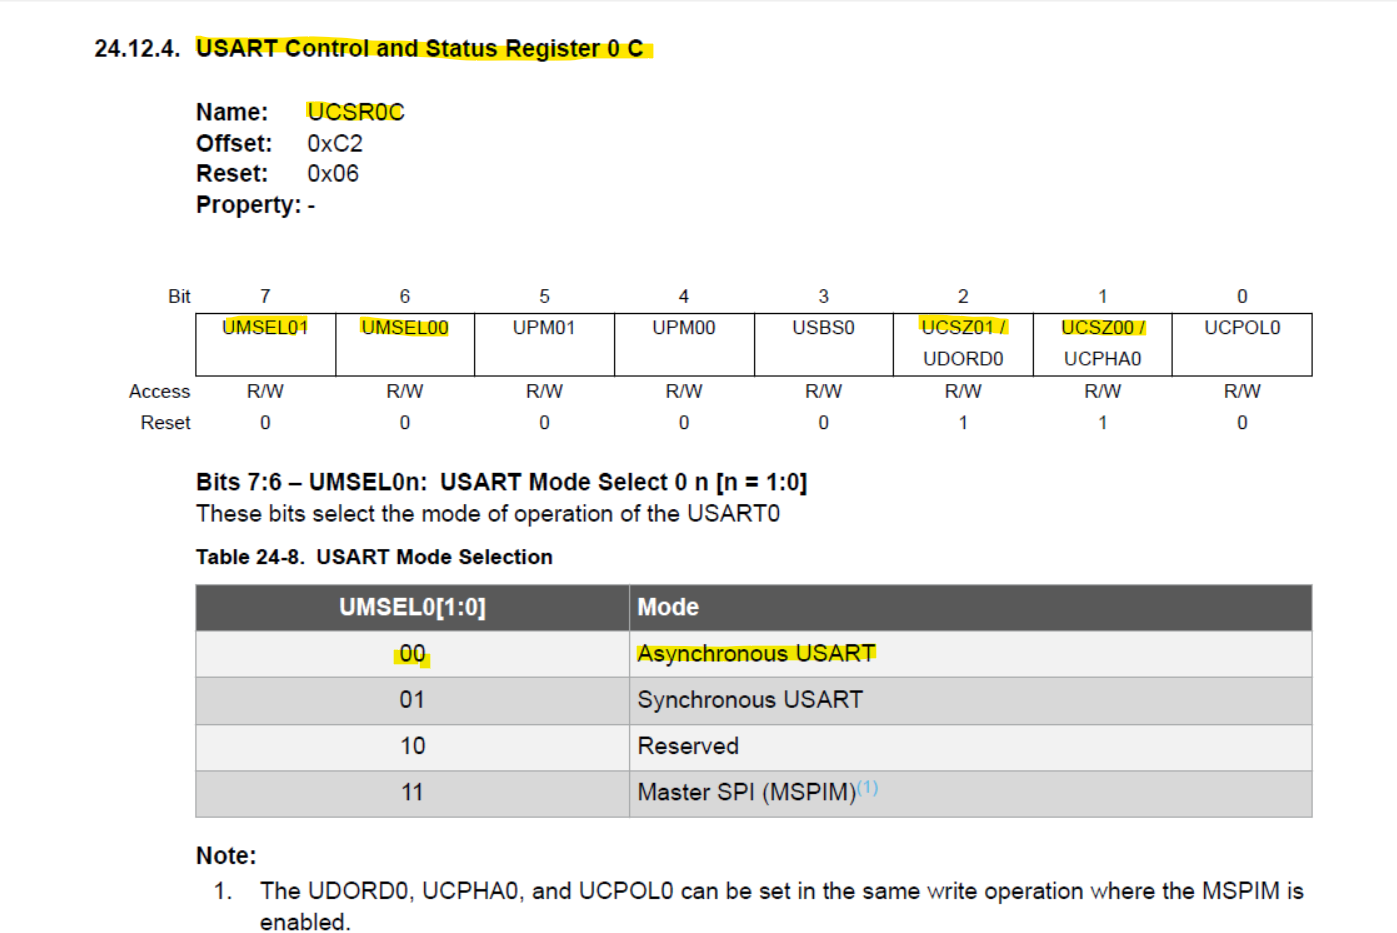 24.12.4. USART Control and Status Register 0 C
Name: UCSR0C
Offset: 0xC2
Reset: 0x06
Property: -
Bit 7 6 5 4 3 2 1 0
UMSEL01 UMSEL00 UPM01 UPM00 USBS0 UCSZ01 / UCSZ00 / UCPOL0
UDORD0 UCPHA0
Access R/W R/W R/W R/W R/W R/W R/W R/W
Reset 0 0 0 0 0 1 1 0
Bits 7:6 – UMSEL0n: USART Mode Select 0 n [n = 1:0]
These bits select the mode of operation of the USART0
Table 24-8. USART Mode Selection
UMSEL0[1:0] Mode
00 Asynchronous USART
01 Synchronous USART
10 Reserved
11 Master SPI (MSPIM)(1)
Note:
1. The UDORD0, UCPHA0, and UCPOL0 can be set in the same write operation where the MSPIM is
enabled.